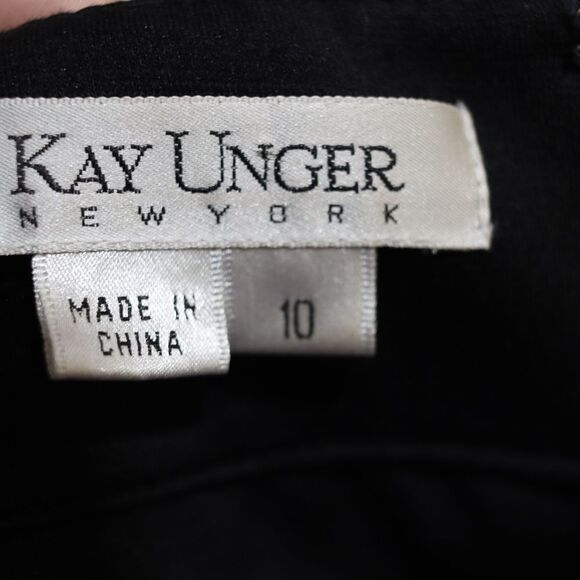 KAY UNGER
NEW YORK
MADE IN
CHINA
10